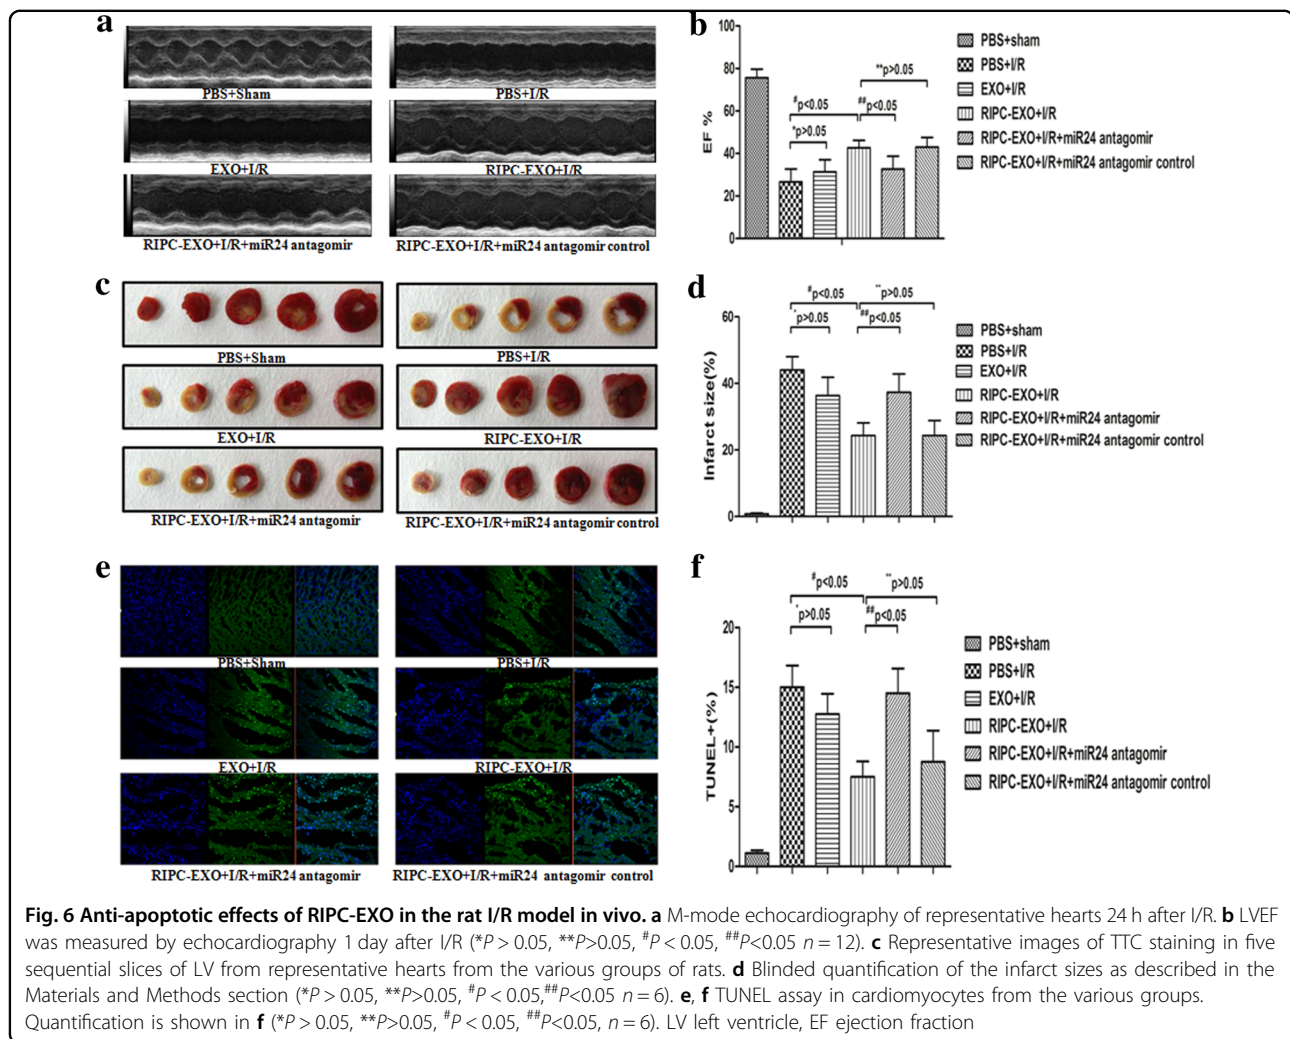 a
PBS+Sham
PBS+I/R
EXO+I/R
RIPC-EXO+I/R
RIPC-EXO+I/R+miR24 antagomir
RIPC-EXO+I/R+miR24 antagomir control
b
EF %
100
80
60
40
20
0
*p>0.05
#p<0.05
##p<0.05
**p>0.05
PBS+sham
PBS+I/R
EXO+I/R
RIPC-EXO+I/R
RIPC-EXO+I/R+miR24 antagomir
RIPC-EXO+I/R+miR24 antagomir control
c
PBS+Sham
PBS+I/R
EXO+I/R
RIPC-EXO+I/R
RIPC-EXO+I/R+miR24 antagomir
RIPC-EXO+I/R+miR24 antagomir control
d
Infarct size(%)
60
40
20
0
#p<0.05
**p>0.05
*p>0.05
##p<0.05
PBS+sham
PBS+I/R
EXO+I/R
RIPC-EXO+I/R
RIPC-EXO+I/R+miR24 antagomir
RIPC-EXO+I/R+miR24 antagomir control
e
PBS+Sham
PBS+I/R
EXO+I/R
RIPC-EXO+I/R
RIPC-EXO+I/R+miR24 antagomir
RIPC-EXO+I/R+miR24 antagomir control
f
TUNEL+(%)
20
15
10
5
0
#p<0.05
**p>0.05
*p>0.05
##p<0.05
PBS+sham
PBS+I/R
EXO+I/R
RIPC-EXO+I/R
RIPC-EXO+I/R+miR24 antagomir
RIPC-EXO+I/R+miR24 antagomir control
Fig. 6 Anti-apoptotic effects of RIPC-EXO in the rat I/R model in vivo. a M-mode echocardiography of representative hearts 24 h after I/R. b LVEF
was measured by echocardiography 1 day after I/R (*P > 0.05, **P>0.05, #P < 0.05, ##P<0.05 n = 12). c Representative images of TTC staining in five
sequential slices of LV from representative hearts from the various groups of rats. d Blinded quantification of the infarct sizes as described in the
Materials and Methods section (*P > 0.05, **P>0.05, #P < 0.05,##P<0.05 n = 6). e, f TUNEL assay in cardiomyocytes from the various groups.
Quantification is shown in f (*P > 0.05, **P>0.05, #P < 0.05, ##P<0.05, n = 6). LV left ventricle, EF ejection fraction